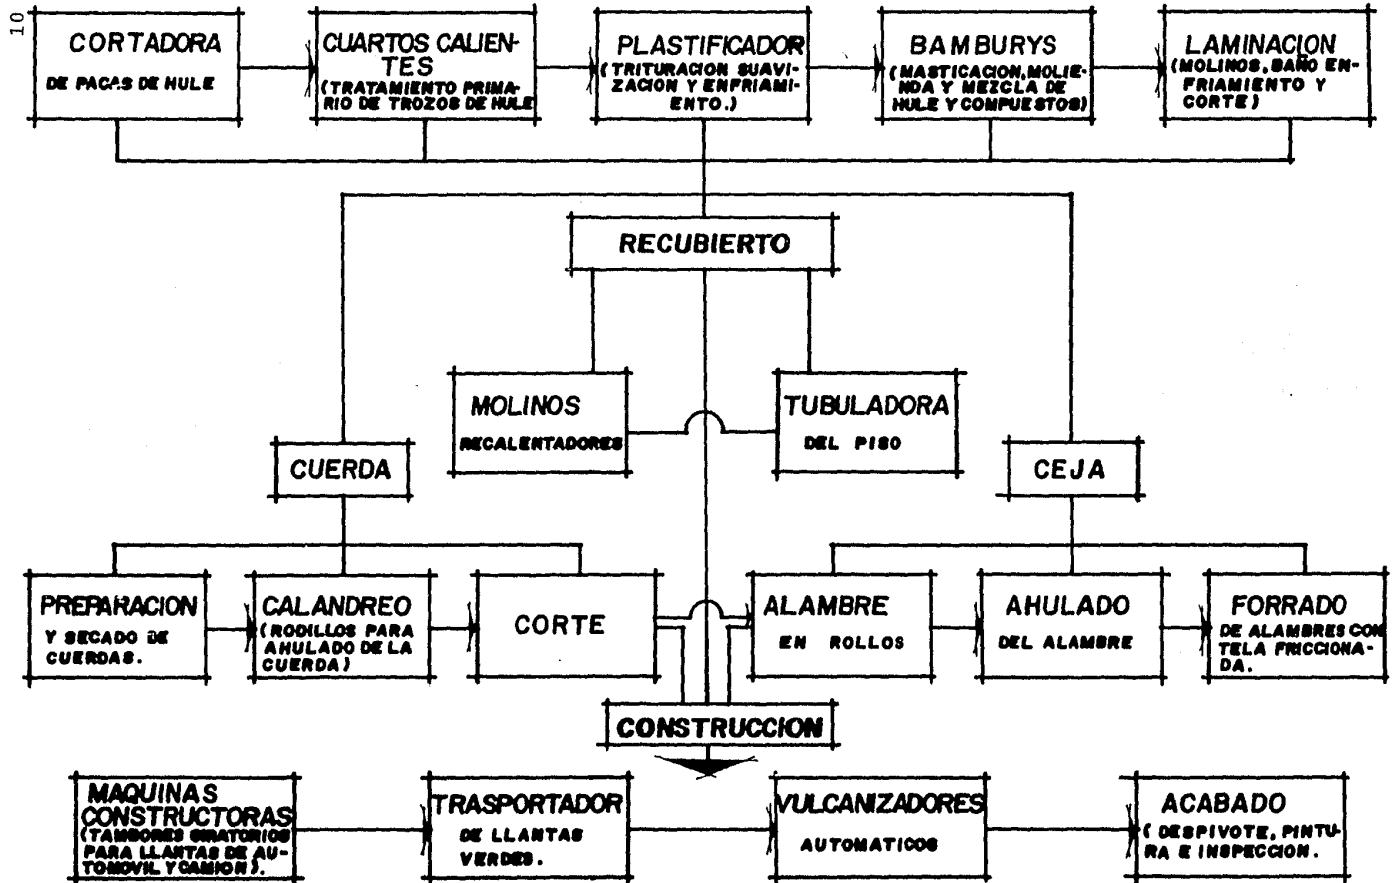 10
CORTADORA
DE PACAS DE HULE
CUARTOS CALIEN-
TES
(TRATAMIENTO PRIMA-
RIO DE TROZOS DE HULE
PLASTIFICADOR
(TRITURACION SUAVI-
ZACION Y ENFRIAMI-
ENTO.)
BAMBURYS
(MASTICACION, MOLIE-
NDA Y MEZCLA DE
HULE Y COMPUESTOS)
LAMINACION
(MOLINOS, BAÑO EN-
FRIAMIENTO Y
CORTE)
RECUBIERTO
MOLINOS
RECALENTADORES
TUBULADORA
DEL PISO
CUERDA
CEJA
PREPARACION
Y SECADO DE
CUERDAS.
CALANDREO
(RODILLOS PARA
AHULADO DE LA
CUERDA)
CORTE
ALAMBRE
EN ROLLOS
AHULADO
DEL ALAMBRE
FORRADO
DE ALAMBRES CON
TELA FRICCIONA-
DA.
CONSTRUCCION
MAQUINAS
CONSTRUCTORAS
(TAMBORES GIRATORIOS
PARA LLANTAS DE AU-
TOMOVIL Y CAMION).
TRASPORTADOR
DE LLANTAS
VERDES.
VULCANIZADORES
AUTOMATICOS
ACABADO
( DESPIVOTE, PINTU-
RA E INSPECCION.